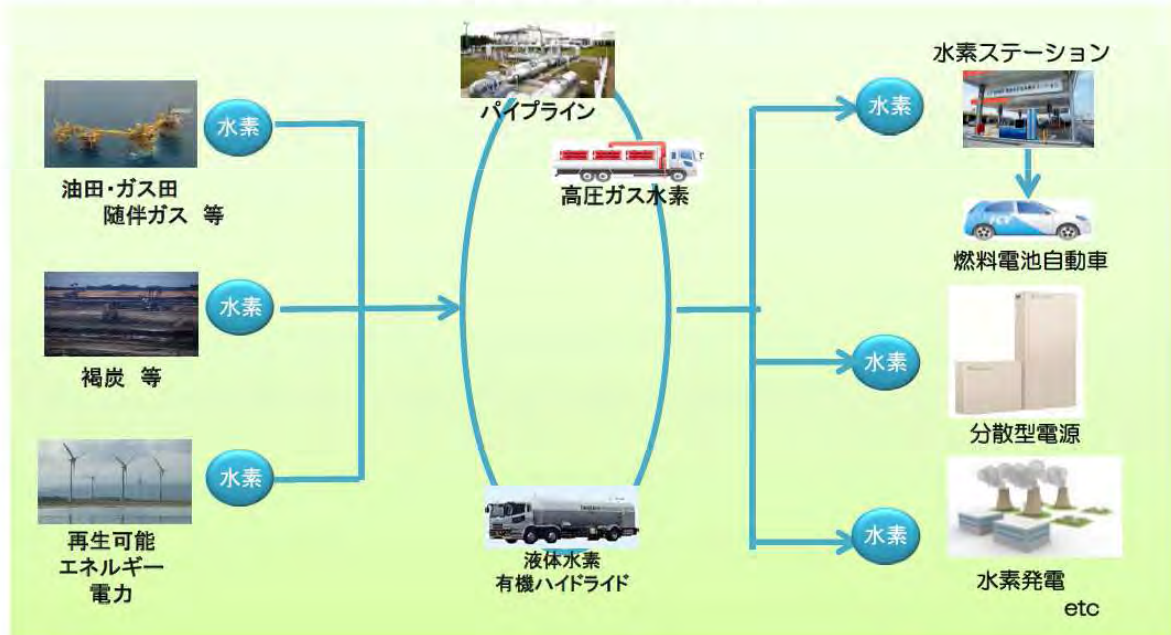 水素
油田・ガス田
随伴ガス 等
水素
褐炭 等
水素
再生可能
エネルギー
電力
パイプライン
高圧ガス水素
液体水素
有機ハイドライド
水素ステーション
水素
FCV
燃料電池自動車
水素
分散型電源
水素
水素発電
etc